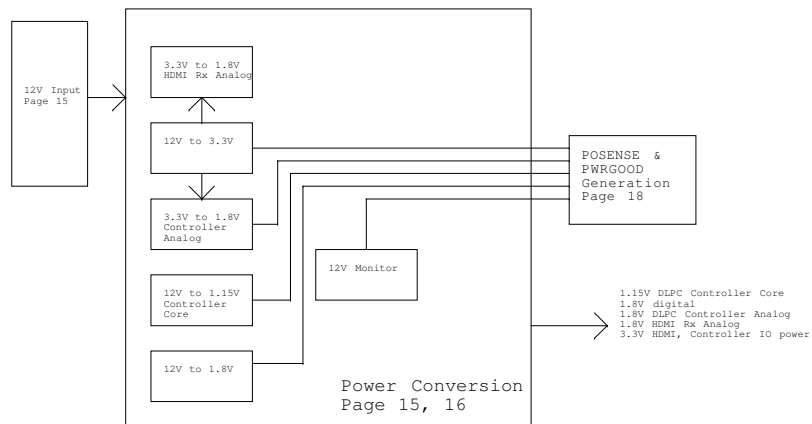 12V Input
Page 15
3.3V to 1.8V
HDMI Rx Analog
12V to 3.3V
3.3V to 1.8V
Controller
Analog
12V to 1.15V
Controller
Core
12V to 1.8V
12V Monitor
Power Conversion
Page 15, 16
POSENSE &
PWRGOOD
Generation
Page 18
1.15V DLPC Controller Core
1.8V digital
1.8V DLPC Controller Analog
1.8V HDMI Rx Analog
3.3V HDMI, Controller IO power